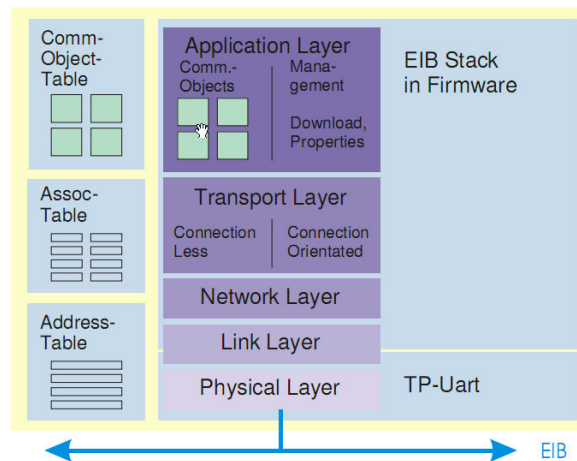 Comm-
Object-
Table
Assoc-
Table
Address-
Table
Application Layer
Comm.-
Objects
Mana-
gement
Download,
Properties
Transport Layer
Connection
Less
Connection
Orientated
Network Layer
Link Layer
Physical Layer
EIB Stack
in Firmware
TP-Uart
EIB